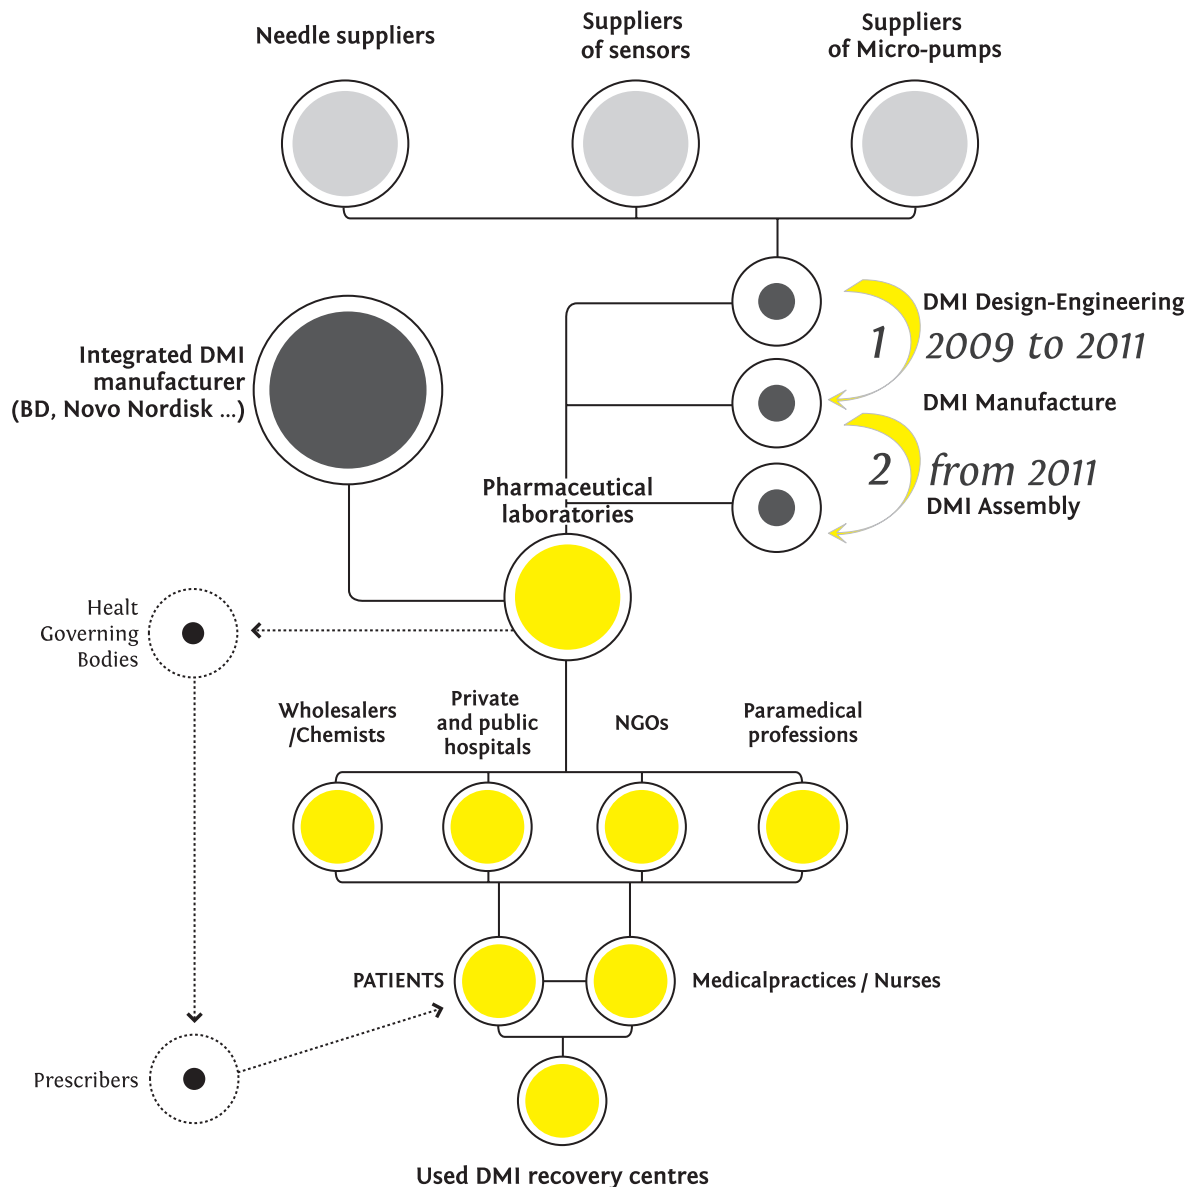 Needle suppliers
Suppliers
of sensors
Suppliers
of Micro-pumps
DMI Design-Engineering
1 2009 to 2011
DMI Manufacture
2 from 2011
DMI Assembly
Integrated DMI
manufacturer
(BD, Novo Nordisk ...)
Pharmaceutical
laboratories
Healt
Governing
Bodies
Wholesalers
/Chemists
Private
and public
hospitals
NGOs
Paramedical
professions
PATIENTS
Medicalpractices / Nurses
Prescribers
Used DMI recovery centres